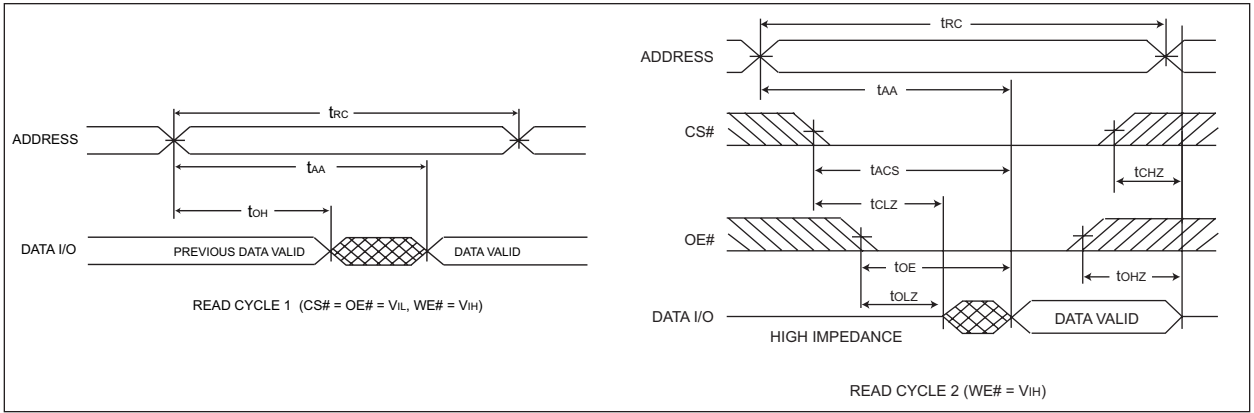 tRC
ADDRESS
tAA
tOH
DATA I/O
PREVIOUS DATA VALID
DATA VALID
READ CYCLE 1 (CS# = OE# = VIL, WE# = VIH)
tRC
ADDRESS
tAA
CS#
tACS
tCHZ
tCLZ
OE#
tOE
tOHZ
tOLZ
DATA I/O
DATA VALID
HIGH IMPEDANCE
READ CYCLE 2 (WE# = VIH)